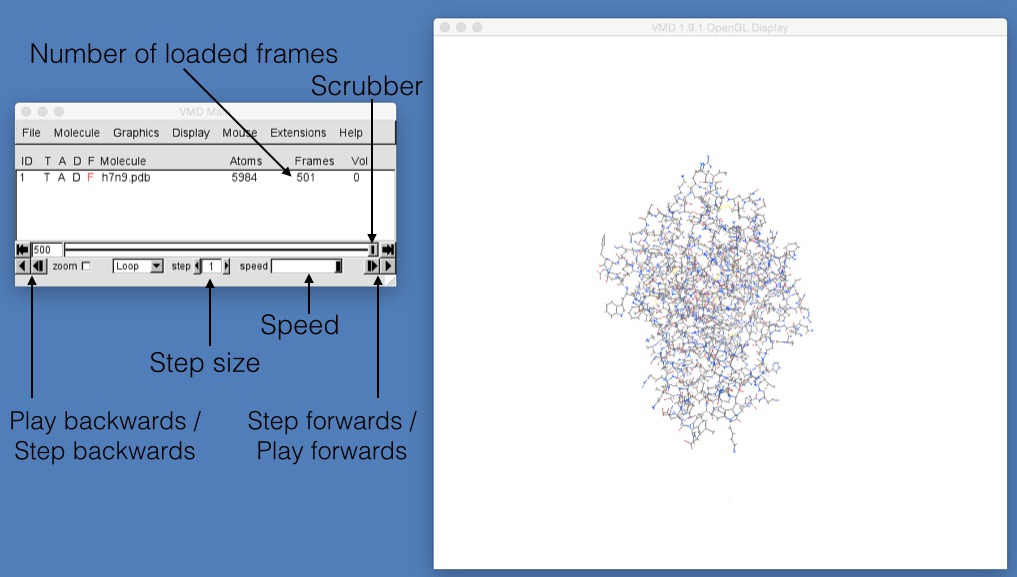 Number of loaded frames
Scrubber
VMD Main
File Molecule Graphics Display Mouse Extensions Help
ID T A D F Molecule Atoms Frames Vol
1 T A D F h7n9.pdb 5984 501 0
500
zoom Loop step 1 speed
Speed
Step size
Play backwards /
Step backwards
Step forwards /
Play forwards
VMD 1.9.1 OpenGL Display